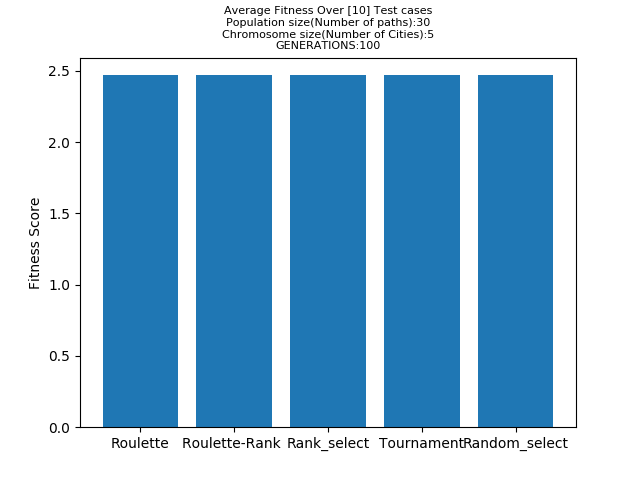 Average Fitness Over [10] Test cases
Population size(Number of paths):30
Chromosome size(Number of Cities):5
GENERATIONS:100
2.5
2.0
1.5
1.0
0.5
0.0
Fitness Score
Roulette Roulette-Rank Rank_select Tournament Random_select